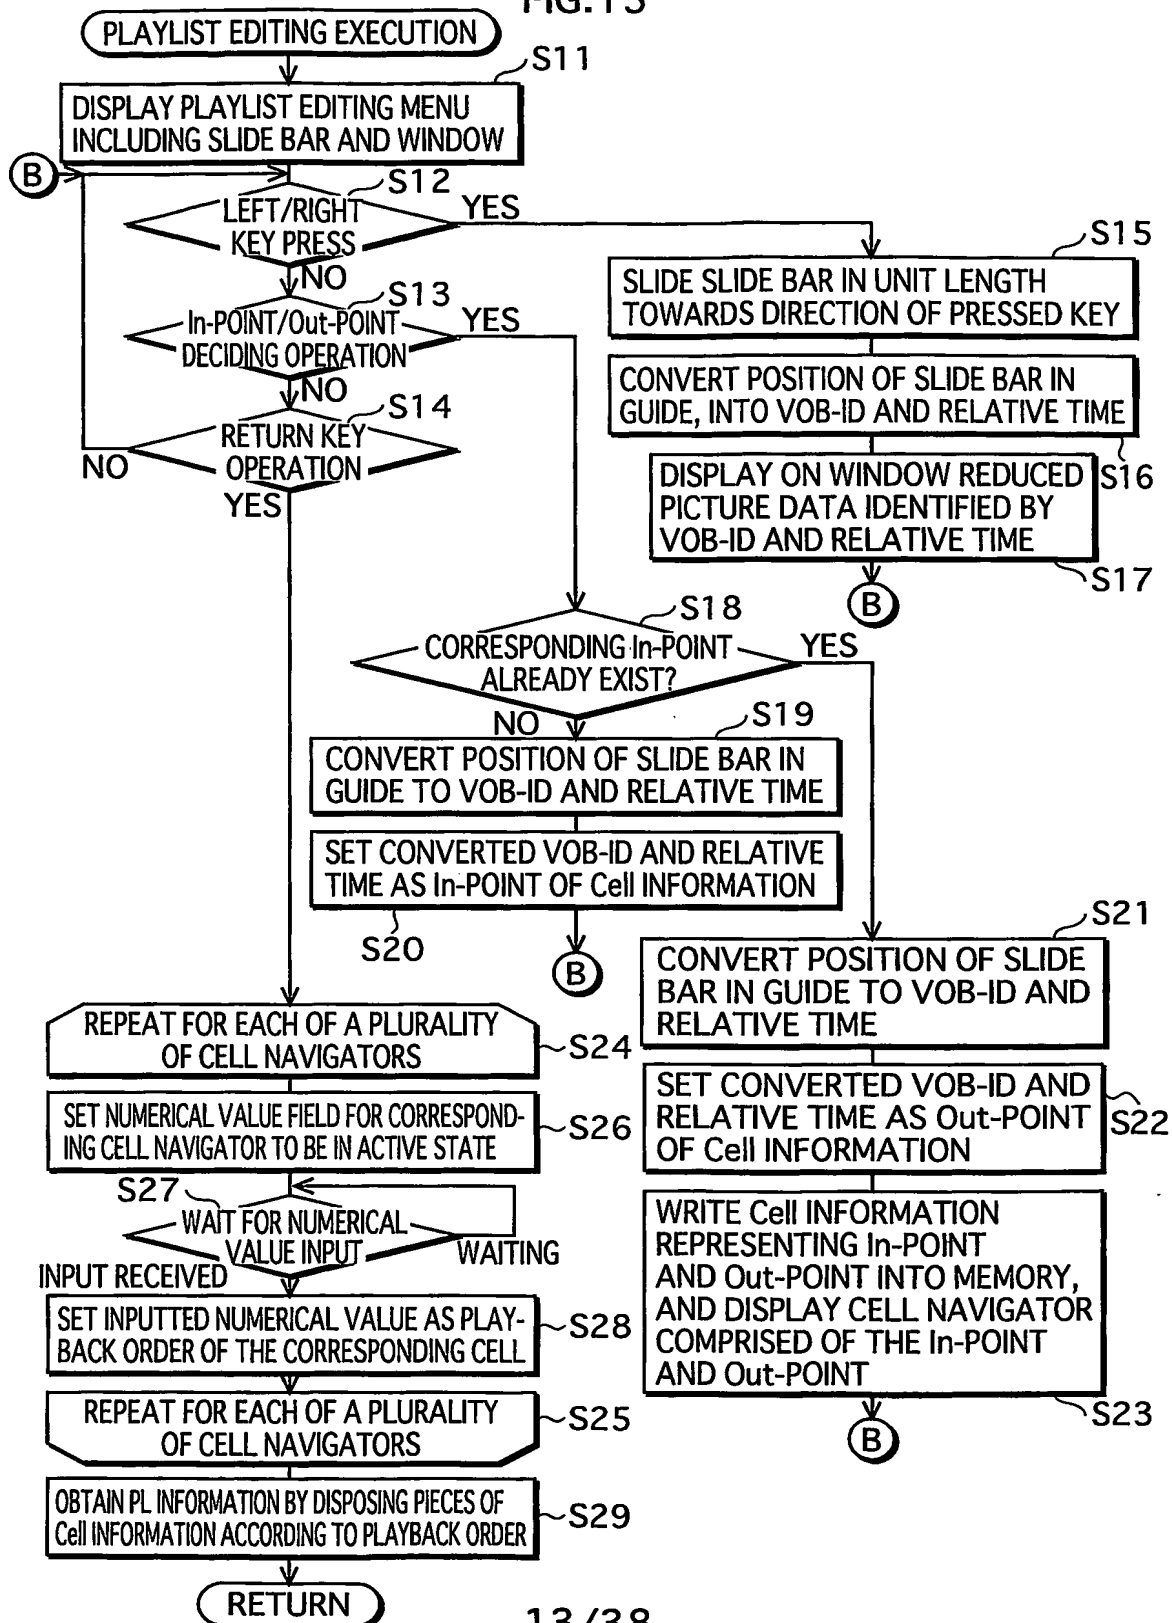 FIG.13
PLAYLIST EDITING EXECUTION
S11
DISPLAY PLAYLIST EDITING MENU
INCLUDING SLIDE BAR AND WINDOW
B
S12
LEFT/RIGHT
KEY PRESS
YES
NO
S13
In-POINT/Out-POINT
DECIDING OPERATION
YES
NO
S14
RETURN KEY
OPERATION
NO
YES
S15
SLIDE SLIDE BAR IN UNIT LENGTH
TOWARDS DIRECTION OF PRESSED KEY
CONVERT POSITION OF SLIDE BAR IN
GUIDE, INTO VOB-ID AND RELATIVE TIME
S16
DISPLAY ON WINDOW REDUCED
PICTURE DATA IDENTIFIED BY
VOB-ID AND RELATIVE TIME
S17
B
S18
CORRESPONDING In-POINT
ALREADY EXIST?
YES
NO
S19
CONVERT POSITION OF SLIDE BAR IN
GUIDE TO VOB-ID AND RELATIVE TIME
SET CONVERTED VOB-ID AND RELATIVE
TIME AS In-POINT OF Cell INFORMATION
S20
B
S21
CONVERT POSITION OF SLIDE
BAR IN GUIDE TO VOB-ID AND
RELATIVE TIME
SET CONVERTED VOB-ID AND
RELATIVE TIME AS Out-POINT
OF Cell INFORMATION
S22
WRITE Cell INFORMATION
REPRESENTING In-POINT
AND Out-POINT INTO MEMORY,
AND DISPLAY CELL NAVIGATOR
COMPRISED OF THE In-POINT
AND Out-POINT
S23
B
REPEAT FOR EACH OF A PLURALITY
OF CELL NAVIGATORS
S24
SET NUMERICAL VALUE FIELD FOR CORRESPOND-
ING CELL NAVIGATOR TO BE IN ACTIVE STATE
S26
S27
WAIT FOR NUMERICAL
VALUE INPUT
WAITING
INPUT RECEIVED
SET INPUTTED NUMERICAL VALUE AS PLAY-
BACK ORDER OF THE CORRESPONDING CELL
S28
REPEAT FOR EACH OF A PLURALITY
OF CELL NAVIGATORS
S25
OBTAIN PL INFORMATION BY DISPOSING PIECES OF
Cell INFORMATION ACCORDING TO PLAYBACK ORDER
S29
RETURN
13/38